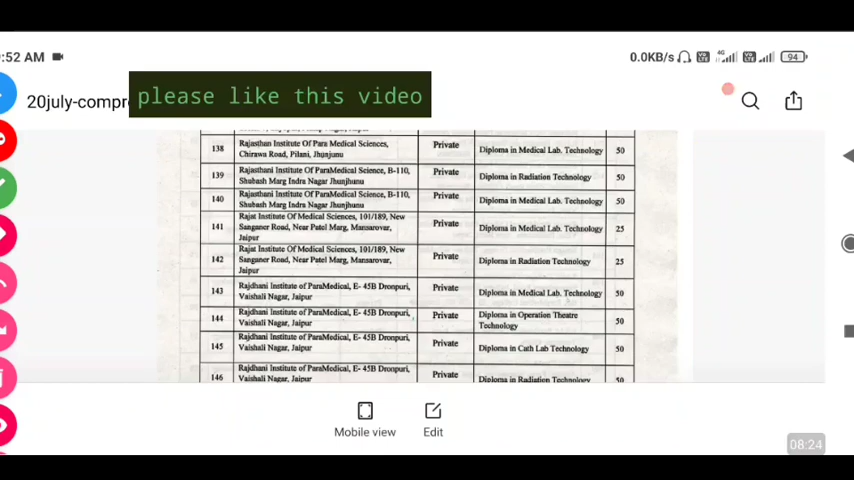 :52 AM
0.0KB/s
4G
94
20july-compr
please like this video
138 Rajasthan Institute Of Para Medical Sciences, Private Diploma in Medical Lab. Technology 50
Chirawa Road, Pilani, Jhunjunu
139 Rajasthani Institute Of ParaMedical Science, B-110, Private Diploma in Radiation Technology 50
Shubash Marg Indra Nagar Jhunjhunu
140 Rajasthani Institute Of ParaMedical Science, B-110, Private Diploma in Medical Lab. Technology 50
Shubash Marg Indra Nagar Jhunjhunu
141 Rajat Institute Of Medical Sciences, 101/189, New Private Diploma in Medical Lab. Technology 25
Sanganer Road, Near Patel Marg, Mansarovar,
Jaipur
142 Rajat Institute Of Medical Sciences, 101/189, New Private Diploma in Radiation Technology 25
Sanganer Road, Near Patel Marg, Mansarovar,
Jaipur
143 Rajdhani Institute of ParaMedical, E- 45B Dronpuri, Private Diploma in Medical Lab. Technology 50
Vaishali Nagar, Jaipur
144 Rajdhani Institute of ParaMedical, E- 45B Dronpuri, Private Diploma in Operation Theatre Technology 50
Vaishali Nagar, Jaipur
145 Rajdhani Institute of ParaMedical, E- 45B Dronpuri, Private Diploma in Cath Lab Technology 50
Vaishali Nagar, Jaipur
146 Rajdhani Institute of ParaMedical, E- 45B Dronpuri, Private Diploma in Radiation Technology 50
Vaishali Nagar, Jaipur
Mobile view
Edit
08:24